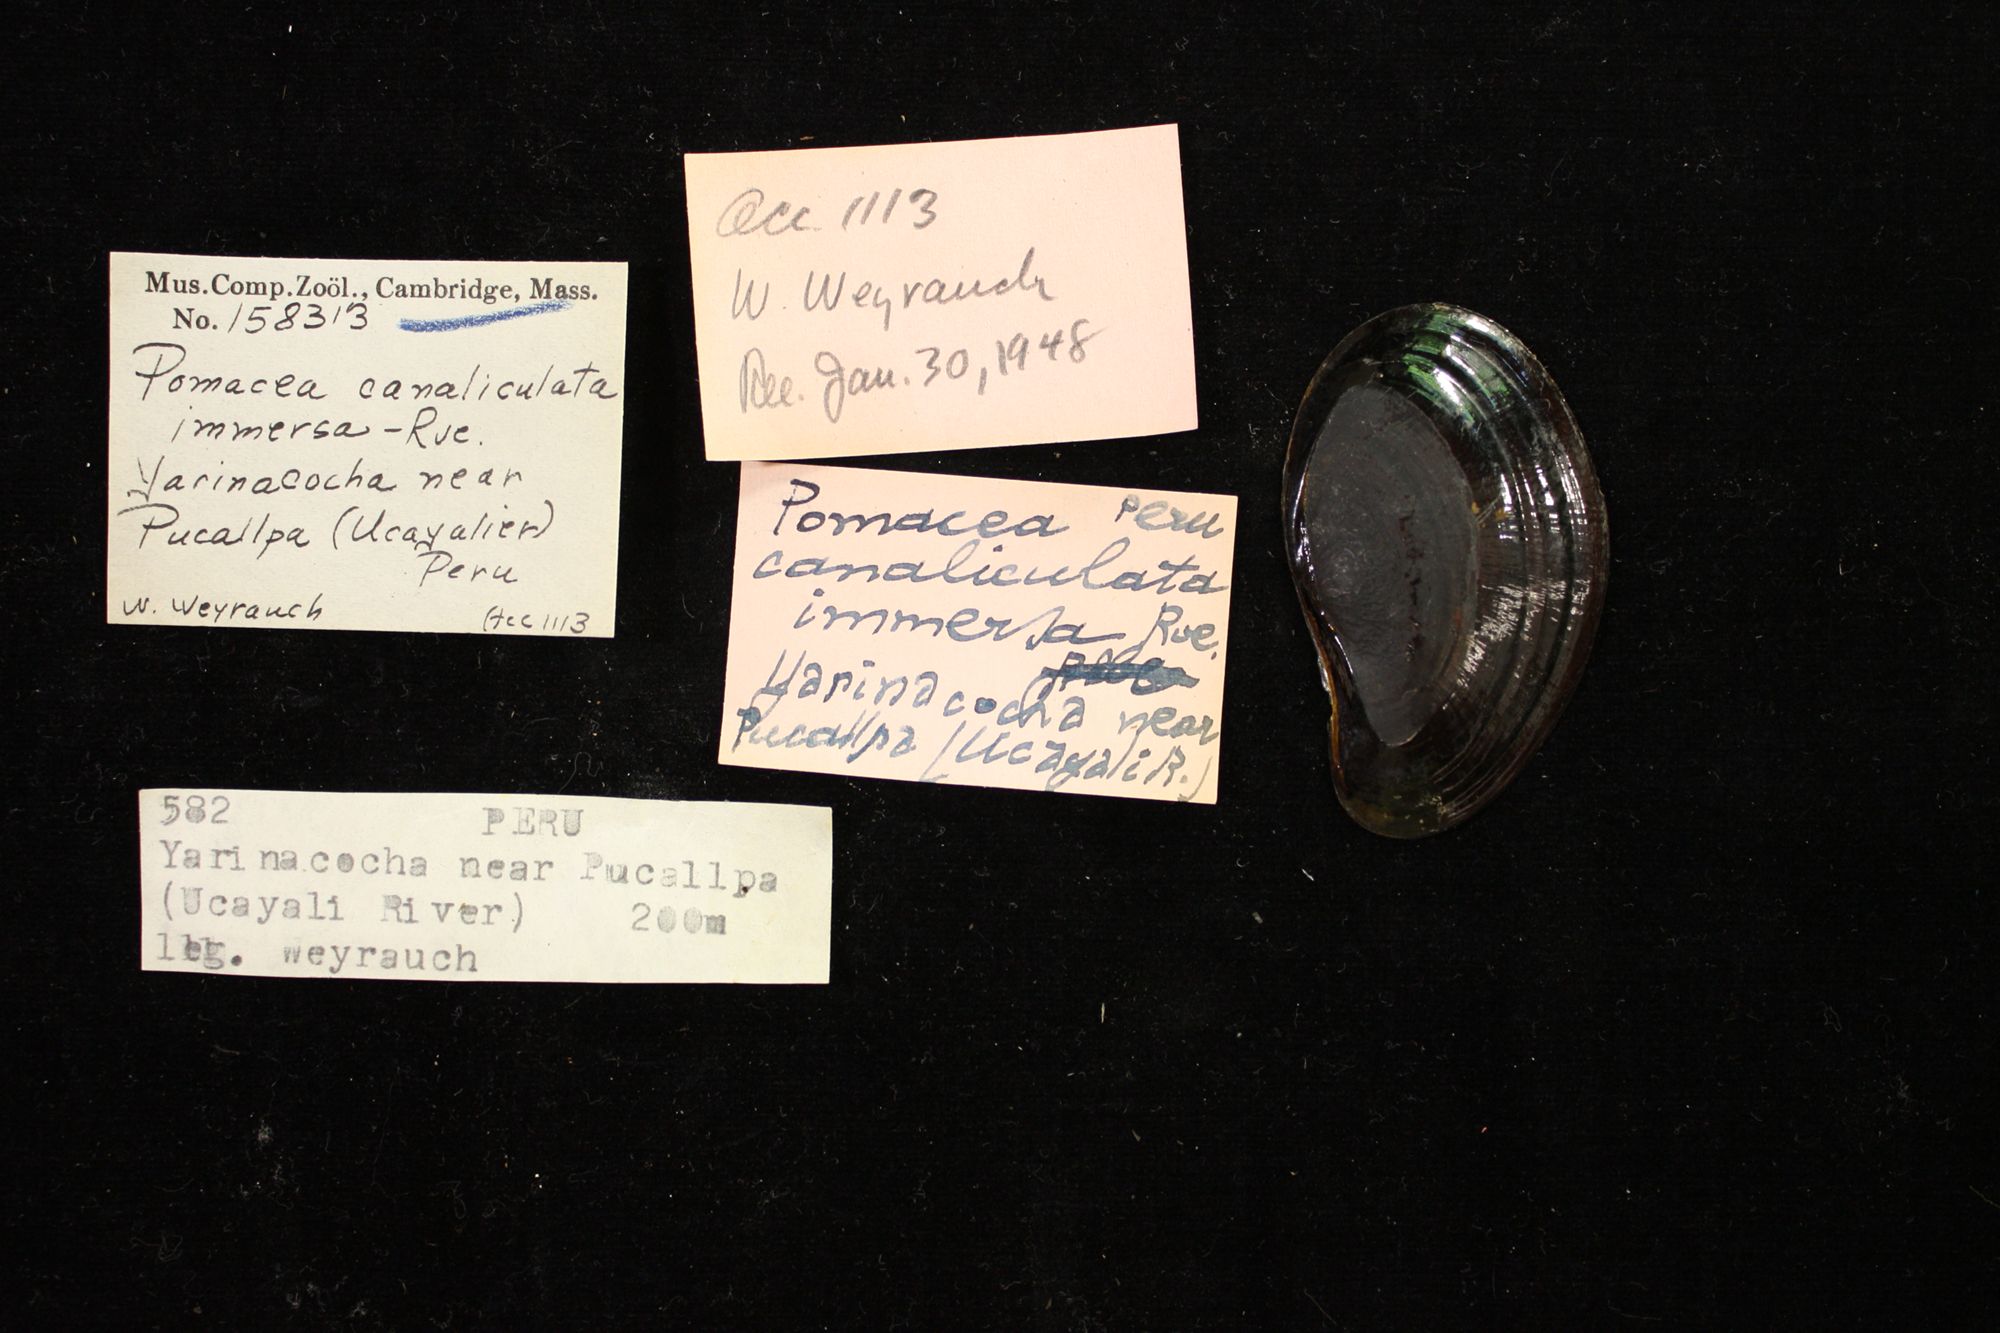 Mus.Comp.Zoöl., Cambridge, Mass.
No. 158313
Pomacea canaliculata
immersa - Rve.
Yarinacocha near
Pucallpa (Ucayalier)
Peru
W. Weyrauch Acc 1113
Acc. 1113
W. Weyrauch
Rec. Jan. 30, 1948
Pomacea Peru
canaliculata
immersa Rve.
Yarinacocha near
Pucallpa (Ucayali R.)
582 PERU
Yarinacocha near Pucallpa
(Ucayali River) 200m
leg. Weyrauch